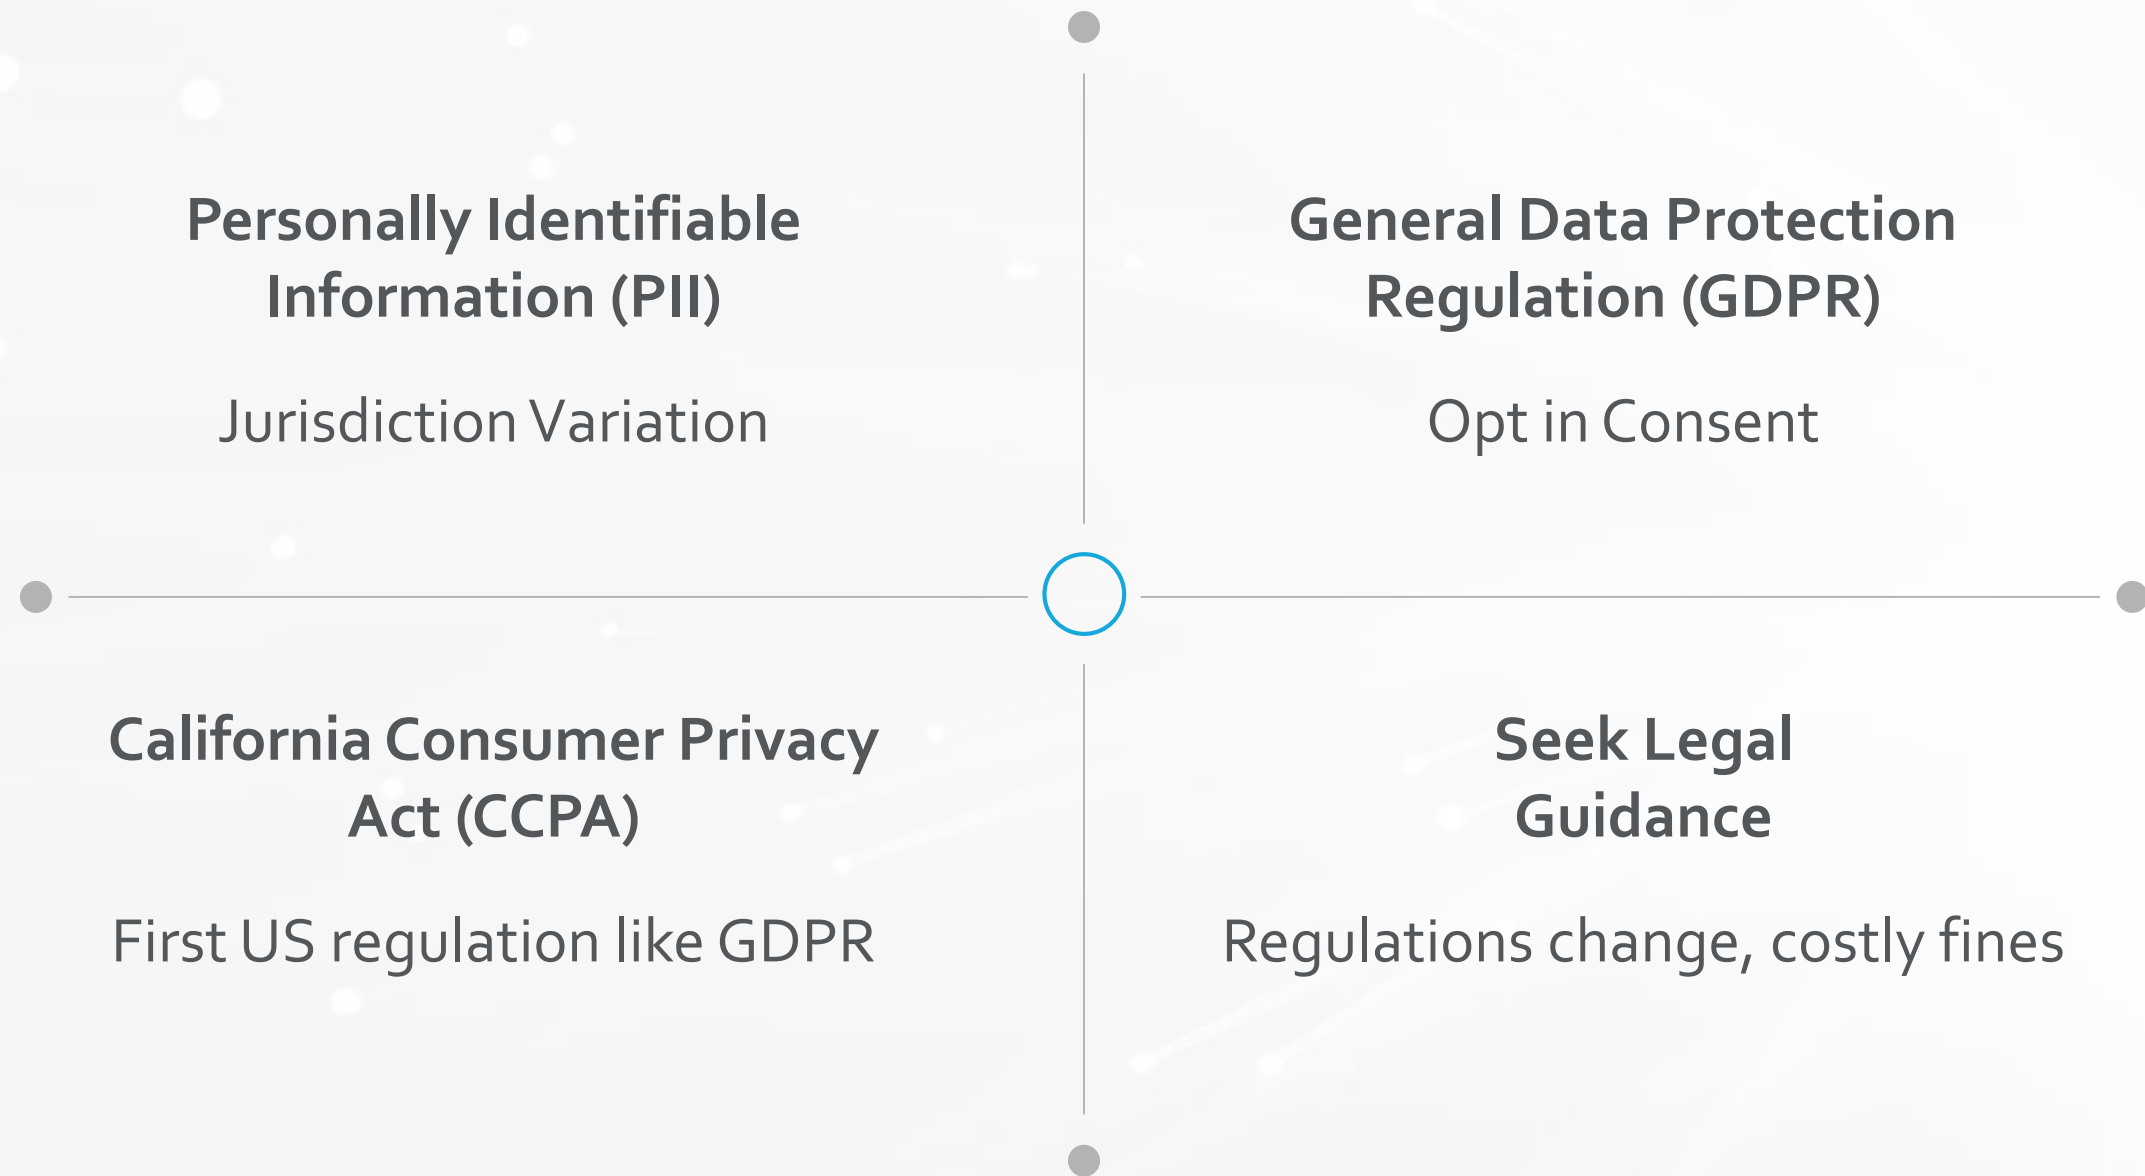 Personally Identifiable
Information (PII)
Jurisdiction Variation
General Data Protection
Regulation (GDPR)
Opt in Consent
California Consumer Privacy
Act (CCPA)
First US regulation like GDPR
Seek Legal
Guidance
Regulations change, costly fines